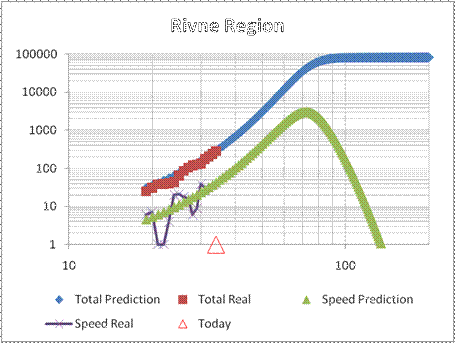 Rivne Region
100000
10000
1000
100
10
1
10 100
Total Prediction Total Real Speed Prediction
Speed Real Today